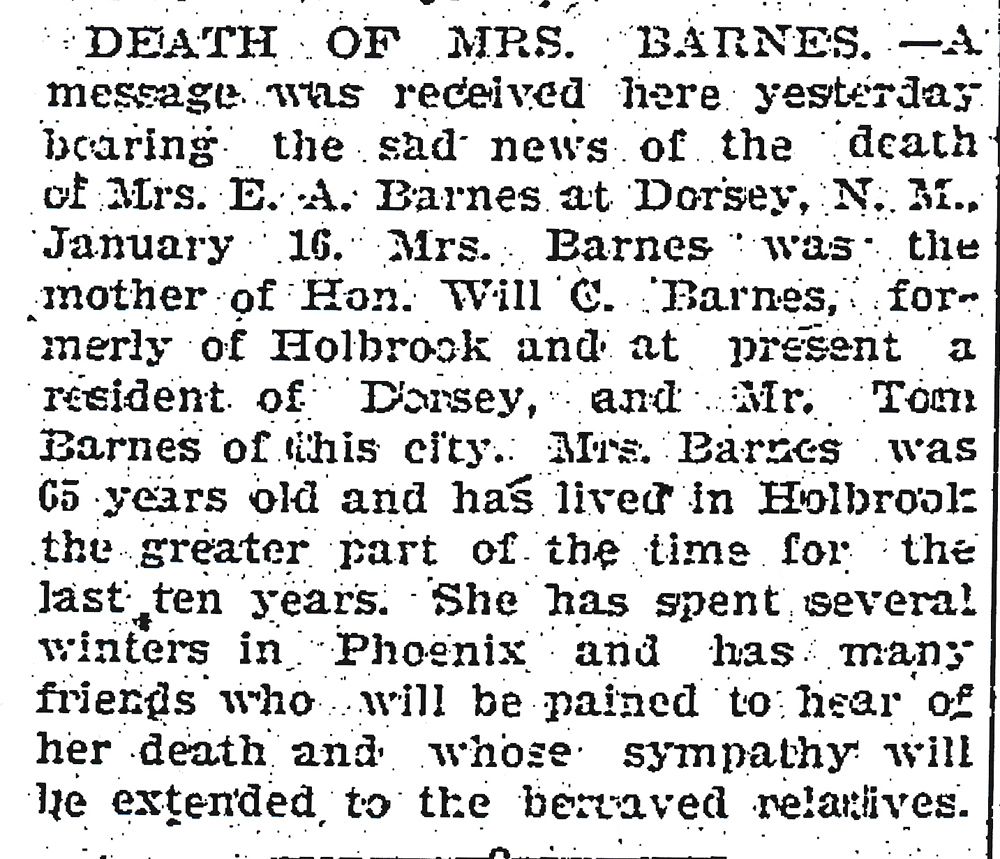 DEATH OF MRS. BARNES.—A
message was received here yesterday
bearing the sad news of the death
of Mrs. E. A. Barnes at Dorsey, N. M.,
January 16. Mrs. Barnes was the
mother of Hon. Will C. Barnes, for-
merly of Holbrook and at present a
resident of Dorsey, and Mr. Tom
Barnes of this city. Mrs. Barnes was
65 years old and has lived in Holbrook
the greater part of the time for the
last ten years. She has spent several
winters in Phoenix and has many
friends who will be pained to hear of
her death and whose sympathy will
be extended to the bereaved relatives.